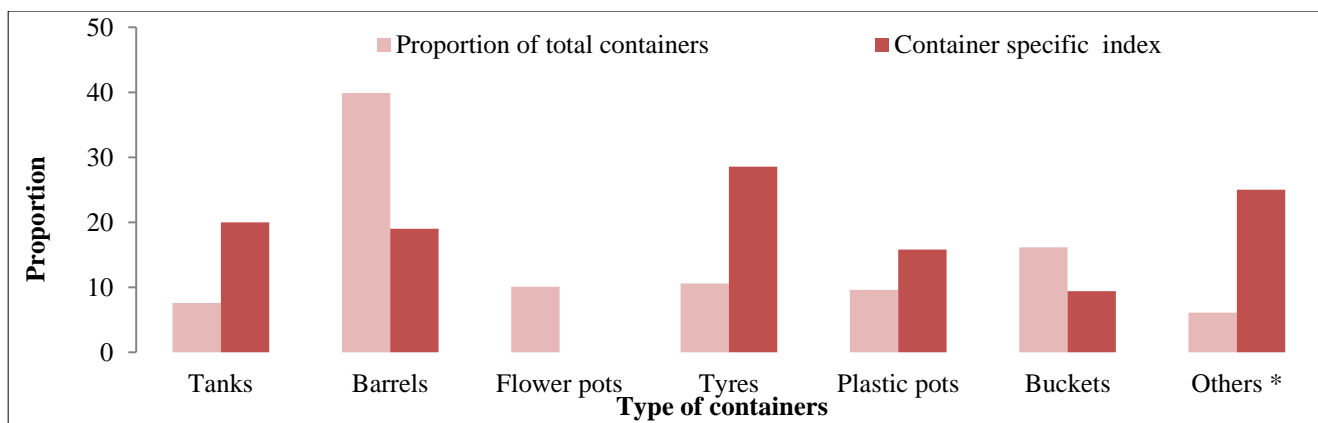 50
Proportion of total containers
Container specific index
40
30
20
10
0
Proportion
Tanks Barrels Flower pots Tyres Plastic pots Buckets Others *
Type of containers